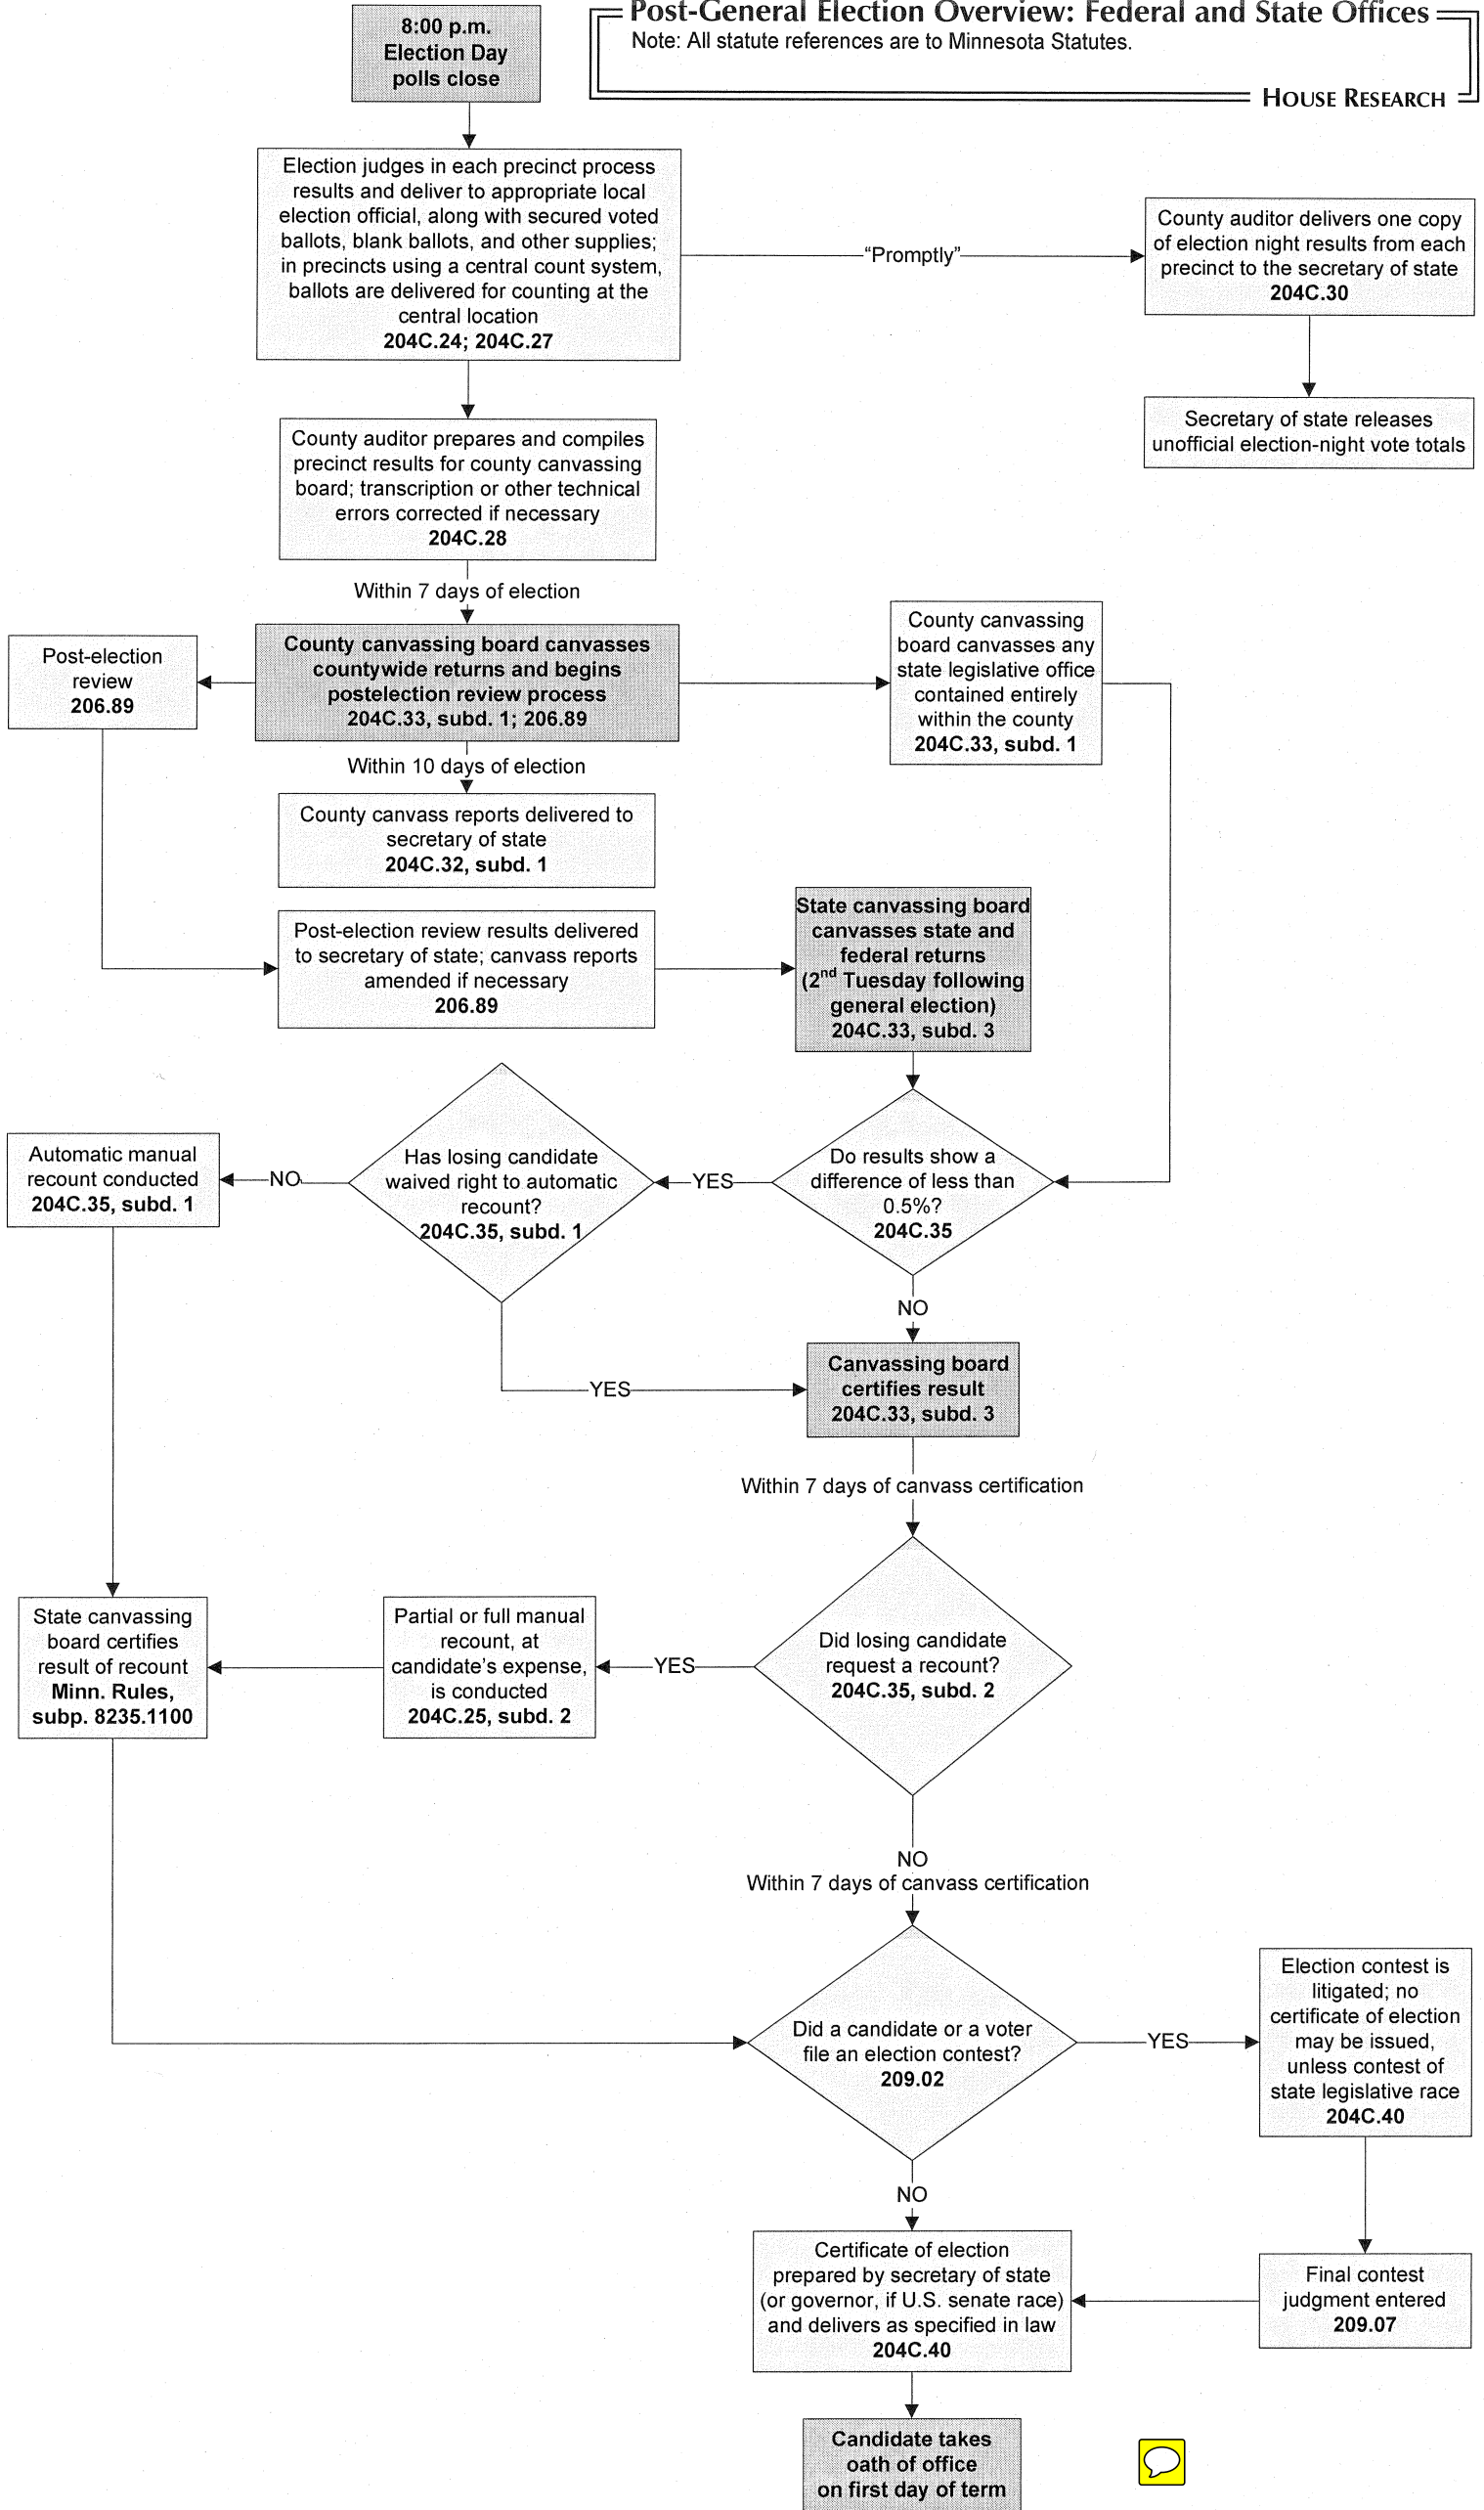 Post-General Election Overview: Federal and State Offices
Note: All statute references are to Minnesota Statutes.
HOUSE RESEARCH
8:00 p.m.
Election Day
polls close
Election judges in each precinct process
results and deliver to appropriate local
election official, along with secured voted
ballots, blank ballots, and other supplies;
in precincts using a central count system,
ballots are delivered for counting at the
central location
204C.24; 204C.27
“Promptly”
County auditor delivers one copy
of election night results from each
precinct to the secretary of state
204C.30
Secretary of state releases
unofficial election-night vote totals
County auditor prepares and compiles
precinct results for county canvassing
board; transcription or other technical
errors corrected if necessary
204C.28
Within 7 days of election
County canvassing board canvasses
countywide returns and begins
postelection review process
204C.33, subd. 1; 206.89
Post-election
review
206.89
County canvassing
board canvasses any
state legislative office
contained entirely
within the county
204C.33, subd. 1
Within 10 days of election
County canvass reports delivered to
secretary of state
204C.32, subd. 1
Post-election review results delivered
to secretary of state; canvass reports
amended if necessary
206.89
State canvassing board
canvasses state and
federal returns
(2nd Tuesday following
general election)
204C.33, subd. 3
Do results show a
difference of less than
0.5%?
204C.35
YES
Has losing candidate
waived right to automatic
recount?
204C.35, subd. 1
NO
Automatic manual
recount conducted
204C.35, subd. 1
NO
YES
Canvassing board
certifies result
204C.33, subd. 3
Within 7 days of canvass certification
Did losing candidate
request a recount?
204C.35, subd. 2
YES
Partial or full manual
recount, at
candidate’s expense,
is conducted
204C.25, subd. 2
State canvassing
board certifies
result of recount
Minn. Rules,
subp. 8235.1100
NO
Within 7 days of canvass certification
Did a candidate or a voter
file an election contest?
209.02
YES
Election contest is
litigated; no
certificate of election
may be issued,
unless contest of
state legislative race
204C.40
NO
Certificate of election
prepared by secretary of state
(or governor, if U.S. senate race)
and delivers as specified in law
204C.40
Final contest
judgment entered
209.07
Candidate takes
oath of office
on first day of term